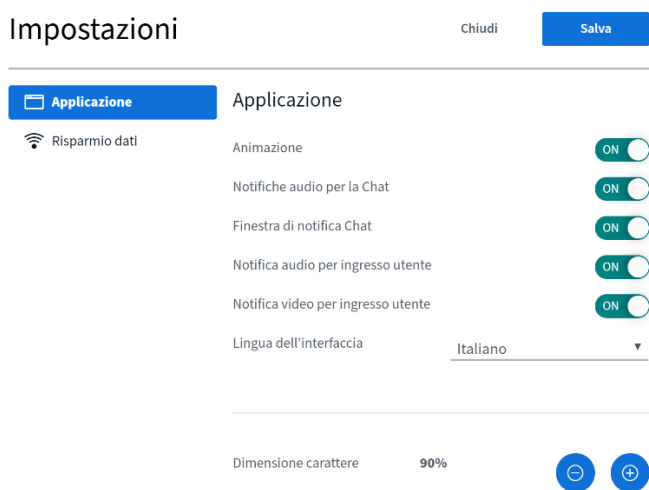 Impostazioni
Chiudi
Salva
Applicazione
Risparmio dati
Applicazione
Animazione ON
Notifiche audio per la Chat ON
Finestra di notifica Chat ON
Notifica audio per ingresso utente ON
Notifica video per ingresso utente ON
Lingua dell'interfaccia Italiano
Dimensione carattere 90%